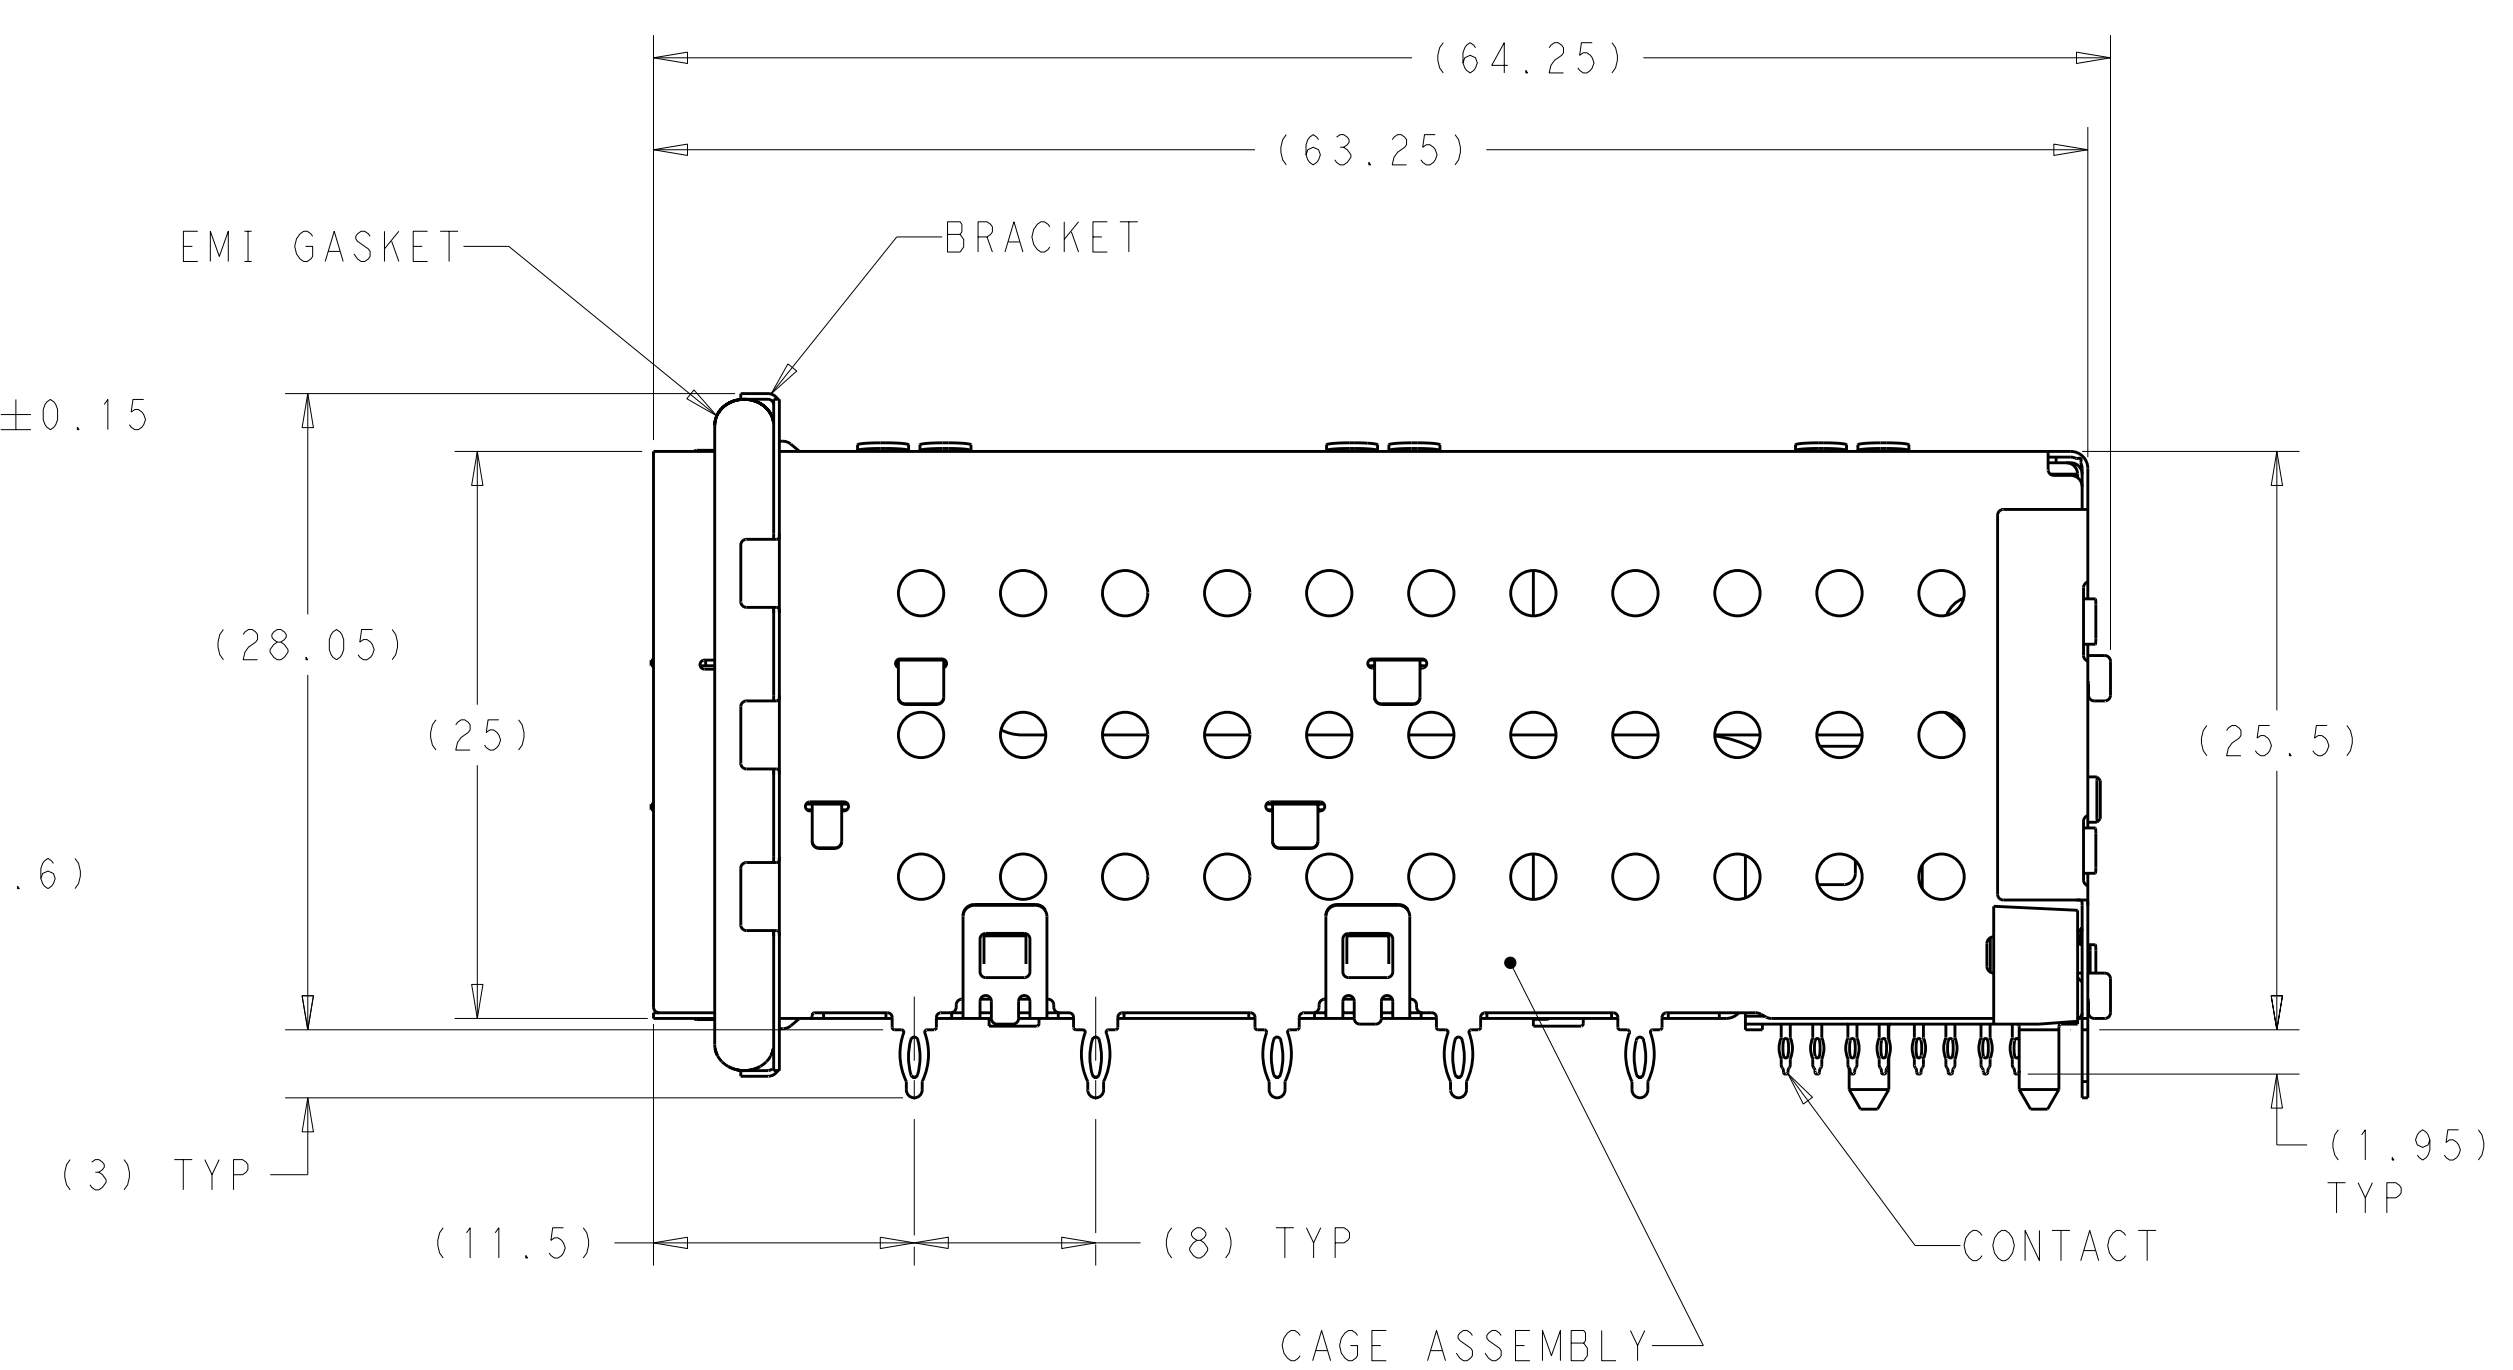 (64.25)
(63.25)
BRACKET
EMI GASKET
±0.15
(28.05)
(25)
(25.5)
.6)
(1.95)
TYP
(3) TYP
(11.5)
(8) TYP
CONTACT
CAGE ASSEMBLY